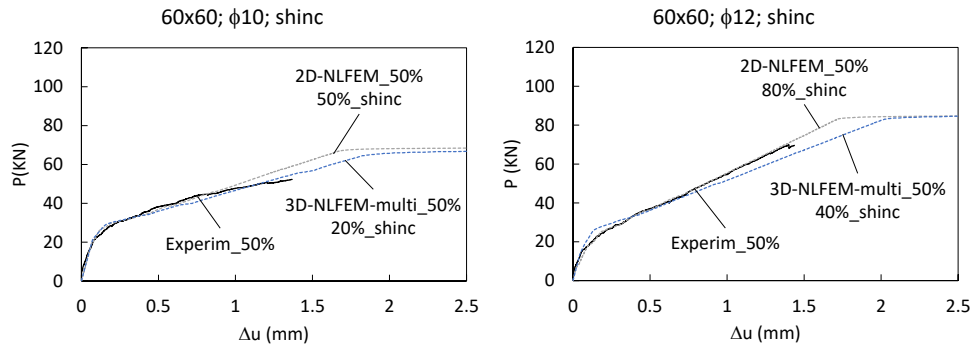 60x60; ϕ10; shinc
120
100
80
60
40
20
0
P(KN)
2D-NLFEM_50%
50%_shinc
3D-NLFEM-multi_50%
20%_shinc
Experim_50%
0
0.5
1
1.5
2
2.5
Δu (mm)
60x60; ϕ12; shinc
120
100
80
60
40
20
0
P (KN)
2D-NLFEM_50%
80%_shinc
3D-NLFEM-multi_50%
40%_shinc
Experim_50%
0
0.5
1
1.5
2
2.5
Δu (mm)